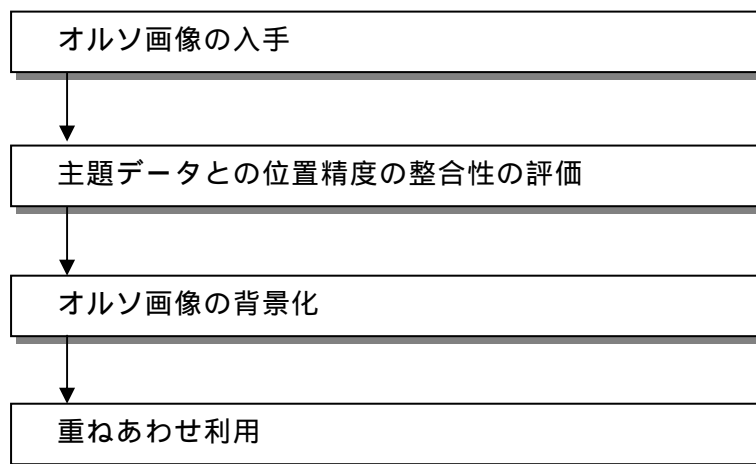 オルソ画像の入手
主題データとの位置精度の整合性の評価
オルソ画像の背景化
重ねあわせ利用